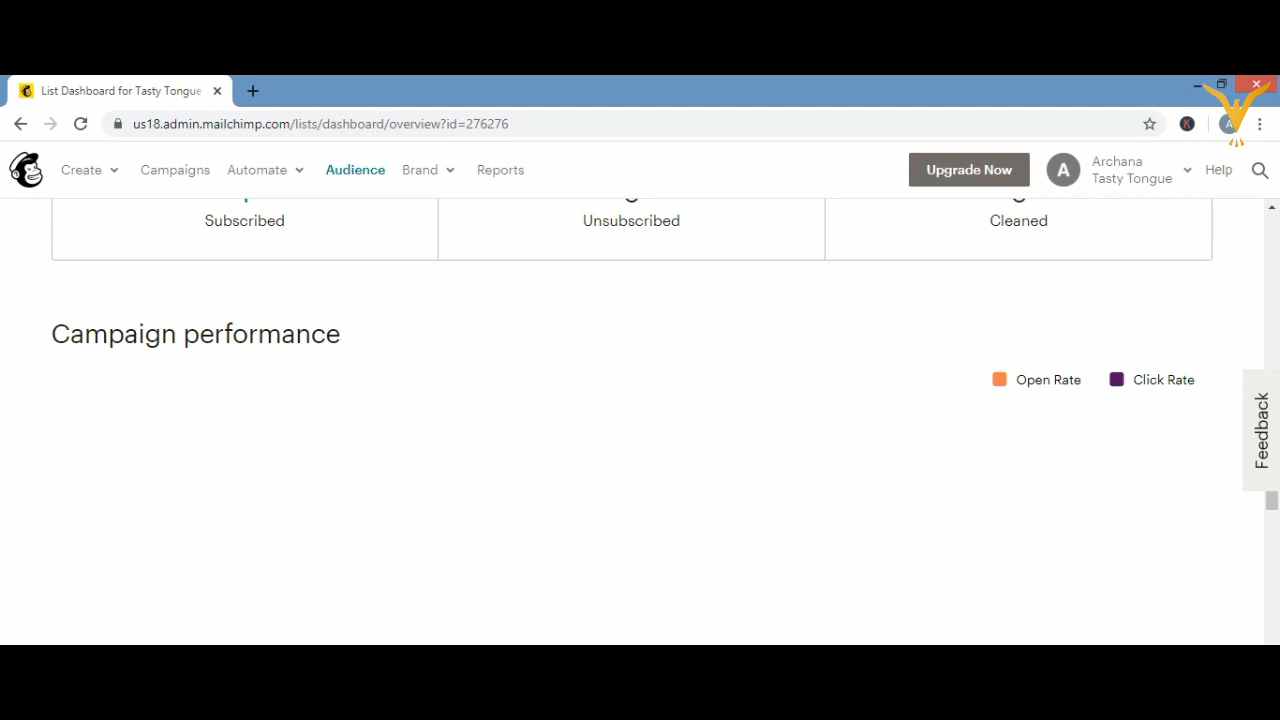 List Dashboard for Tasty Tongue
us18.admin.mailchimp.com/lists/dashboard/overview?id=276276
Create Campaigns Automate Audience Brand Reports Upgrade Now A Archana Help
Tasty Tongue
Subscribed Unsubscribed Cleaned
Campaign performance
Open Rate Click Rate
Feedback